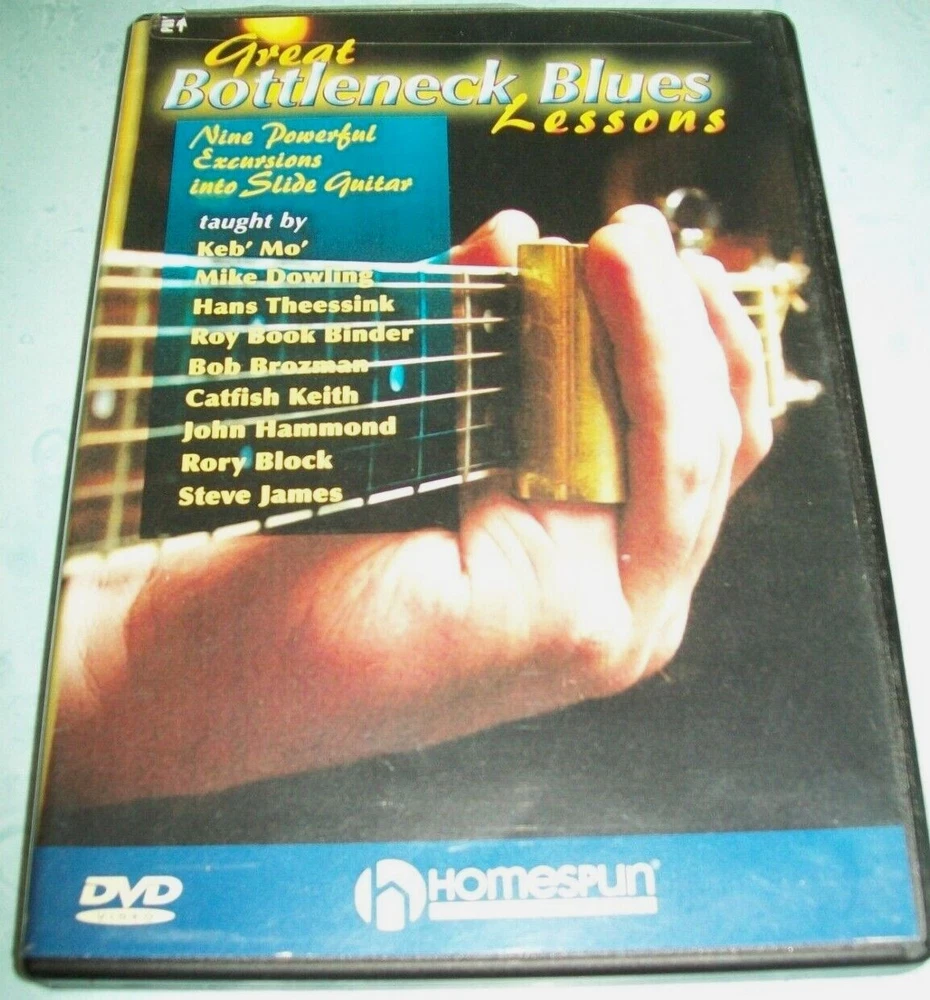 Great
Bottleneck Blues
Lessons
Nine Powerful
Excursions
into Slide Guitar
taught by
Keb' Mo'
Mike Dowling
Hans Theessink
Roy Book Binder
Bob Brozman
Catfish Keith
John Hammond
Rory Block
Steve James
DVD
VIDEO
HOMESPUN®